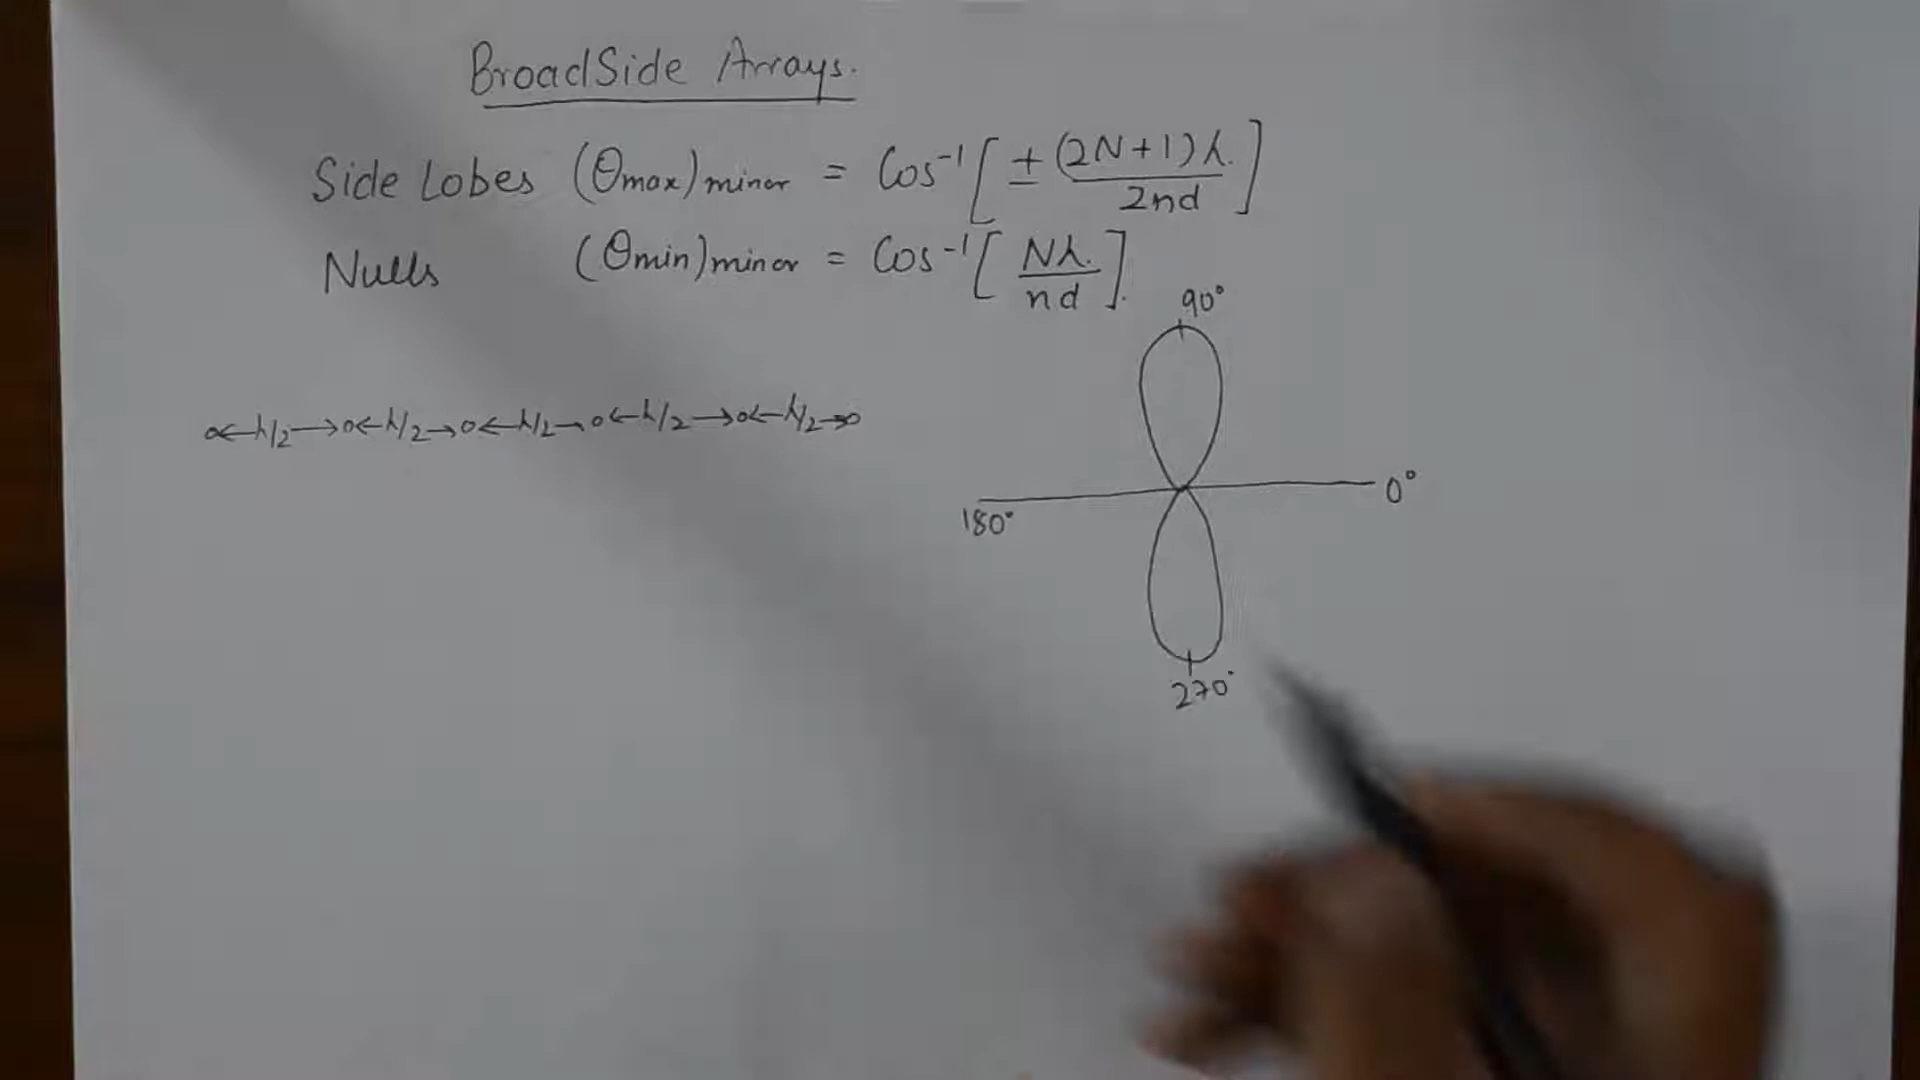 BroadSide Arrays.
Side Lobes (θmax)minor = Cos⁻¹[± (2N+1)λ. / 2nd]
Nulls (θmin)minor = Cos⁻¹[Nλ. / nd].
90°
λ/2 λ/2 λ/2 λ/2 λ/2
0°
180°
270°